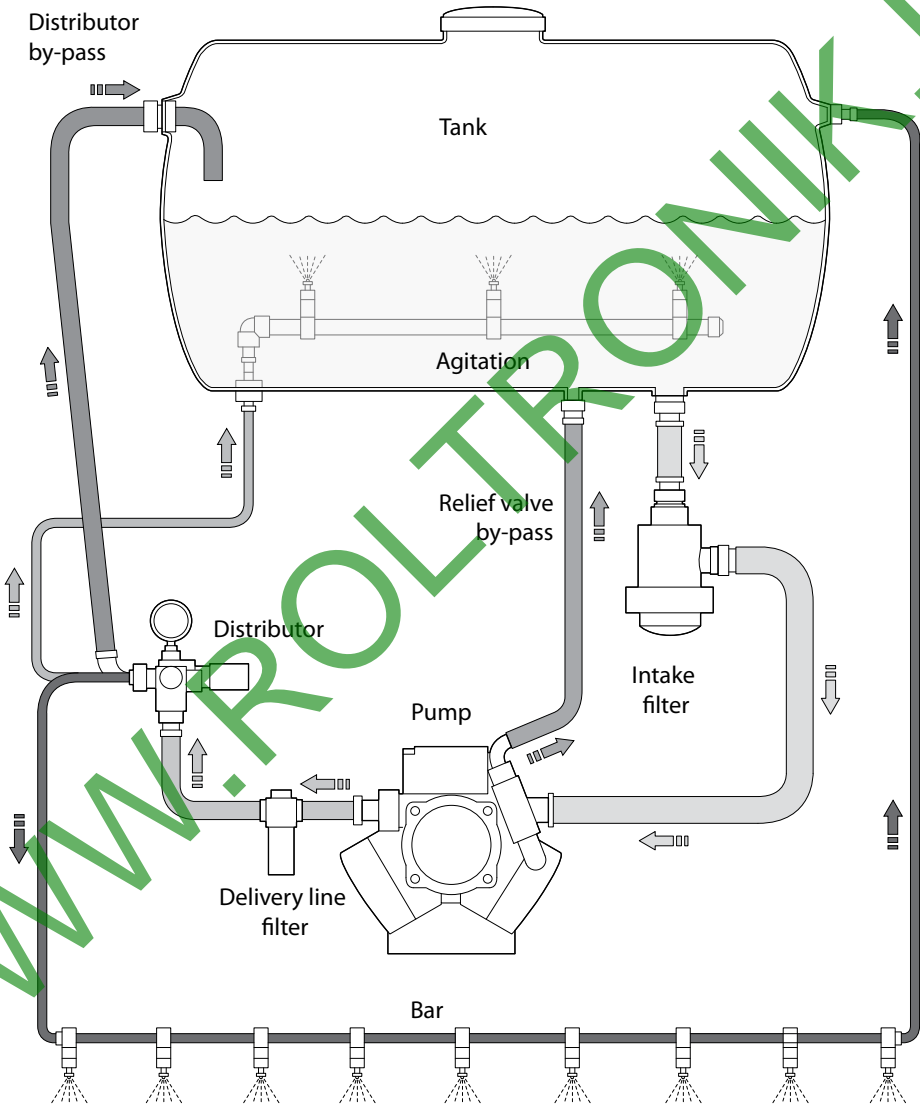 Distributor
by-pass
Tank
Agitation
Relief valve
by-pass
Distributor
Intake
filter
Pump
Delivery line
filter
Bar
WWW.ROLTRONIK.